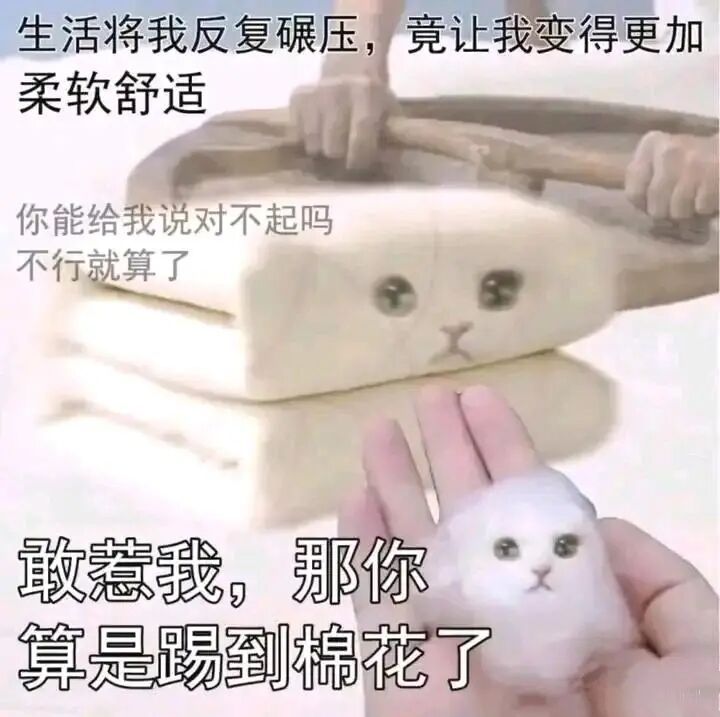 生活将我反复碾压，竟让我变得更加
柔软舒适
你能给我说对不起吗
不行就算了
敢惹我，那你
算是踢到棉花了